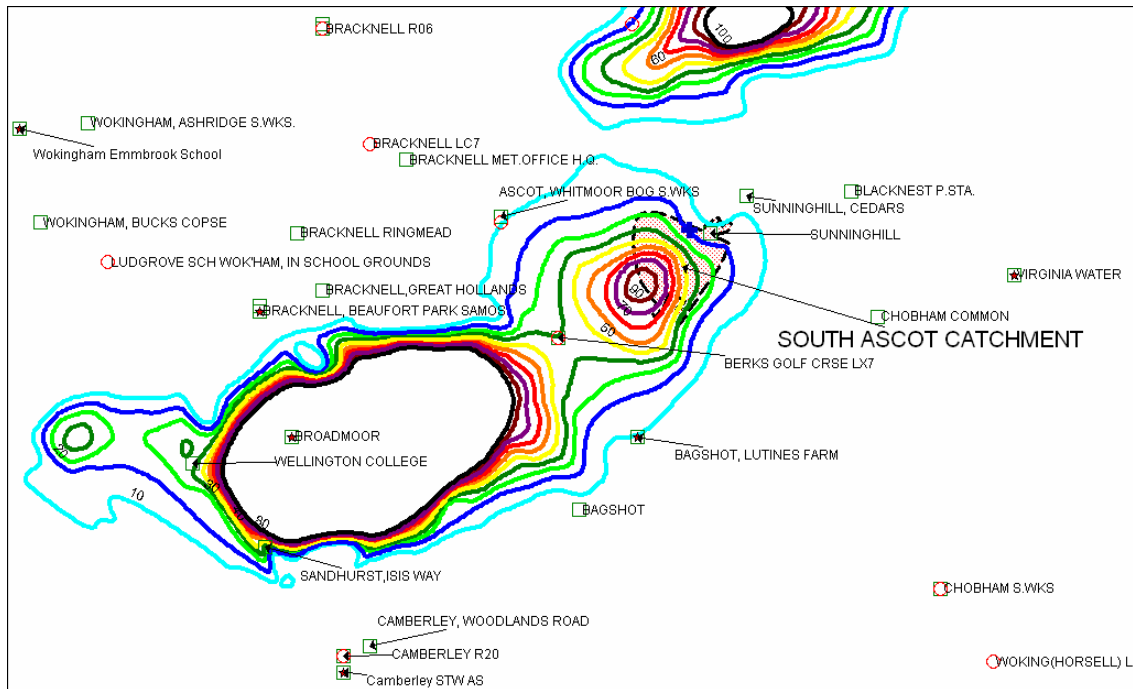 BRACKNELL R06
100
60
WOKINGHAM, ASHRIDGE S.WKS.
Wokingham Emmbrook School
BRACKNELL LC7
BRACKNELL MET.OFFICE H.Q.
ASCOT, WHITMOOR BOG S.WKS
BLACKNEST P.STA.
SUNNINGHILL, CEDARS
WOKINGHAM, BUCKS COPSE
BRACKNELL RINGMEAD
SUNNINGHILL
LUDGROVE SCH WOK'HAM, IN SCHOOL GROUNDS
VIRGINIA WATER
BRACKNELL,GREAT HOLLANDS
80
70
BRACKNELL, BEAUFORT PARK SAMOS
CHOBHAM COMMON
50
SOUTH ASCOT CATCHMENT
BERKS GOLF CRSE LX7
BROADMOOR
20
BAGSHOT, LUTINES FARM
WELLINGTON COLLEGE
30
10
BAGSHOT
80
SANDHURST,ISIS WAY
CHOBHAM S.WKS
CAMBERLEY, WOODLANDS ROAD
CAMBERLEY R20
WOKING(HORSELL) L
Camberley STW AS